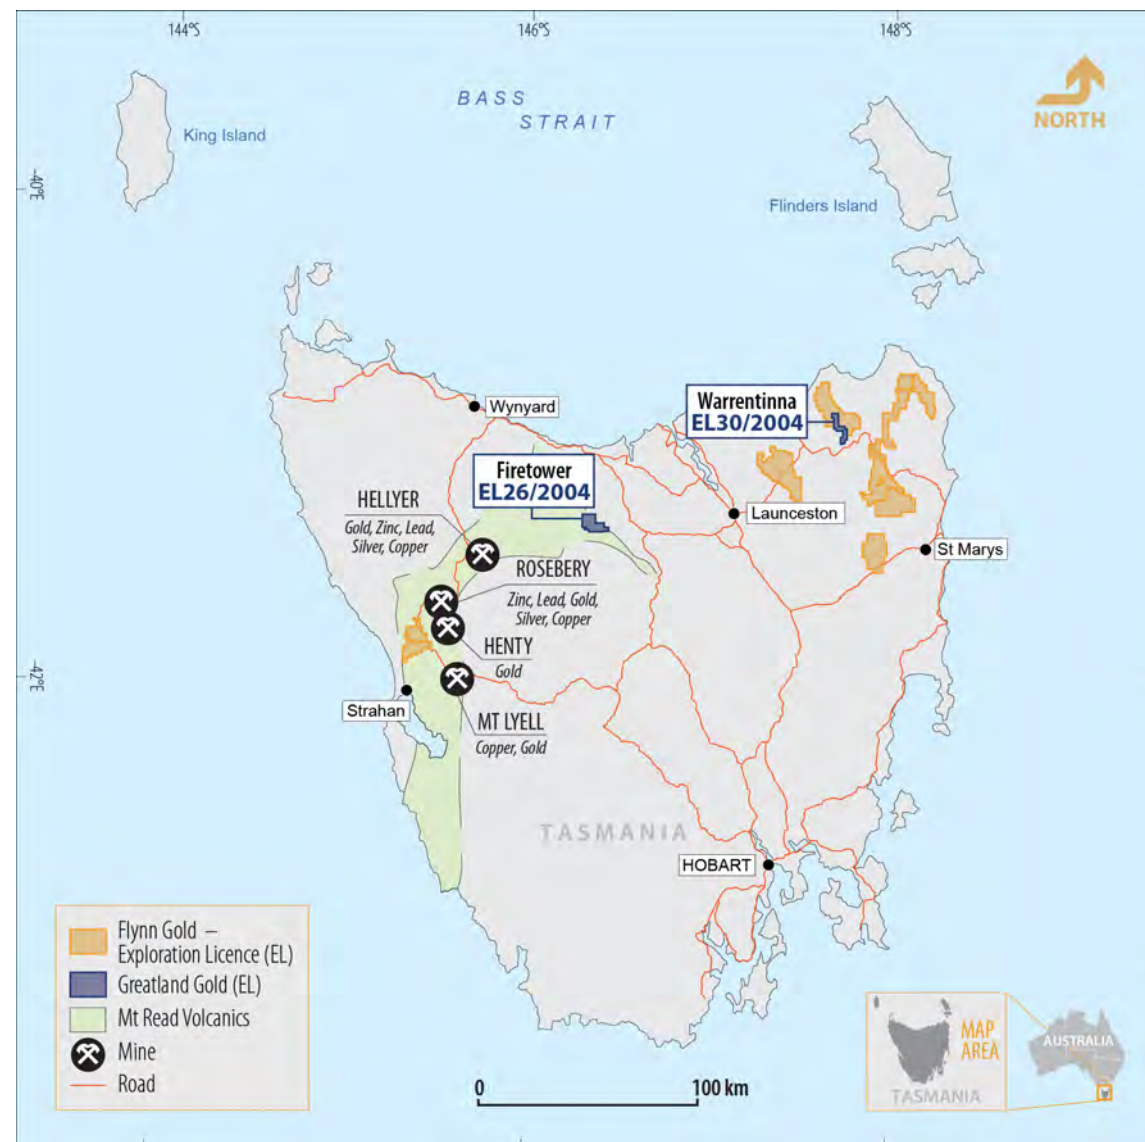 144°S
146°S
148°S
BASS
STRAIT
NORTH
King Island
Flinders Island
-40°E
Wynyard
Warrentinna
EL30/2004
Firetower
EL26/2004
HELLYER
Gold, Zinc, Lead,
Silver, Copper
Launceston
St Marys
ROSEBERY
Zinc, Lead, Gold,
Silver, Copper
HENTY
Gold
-42°E
Strahan
MT LYELL
Copper, Gold
TASMANIA
HOBART
Flynn Gold –
Exploration Licence (EL)
Greatland Gold (EL)
Mt Read Volcanics
Mine
Road
0
100 km
MAP
AREA
TASMANIA
AUSTRALIA